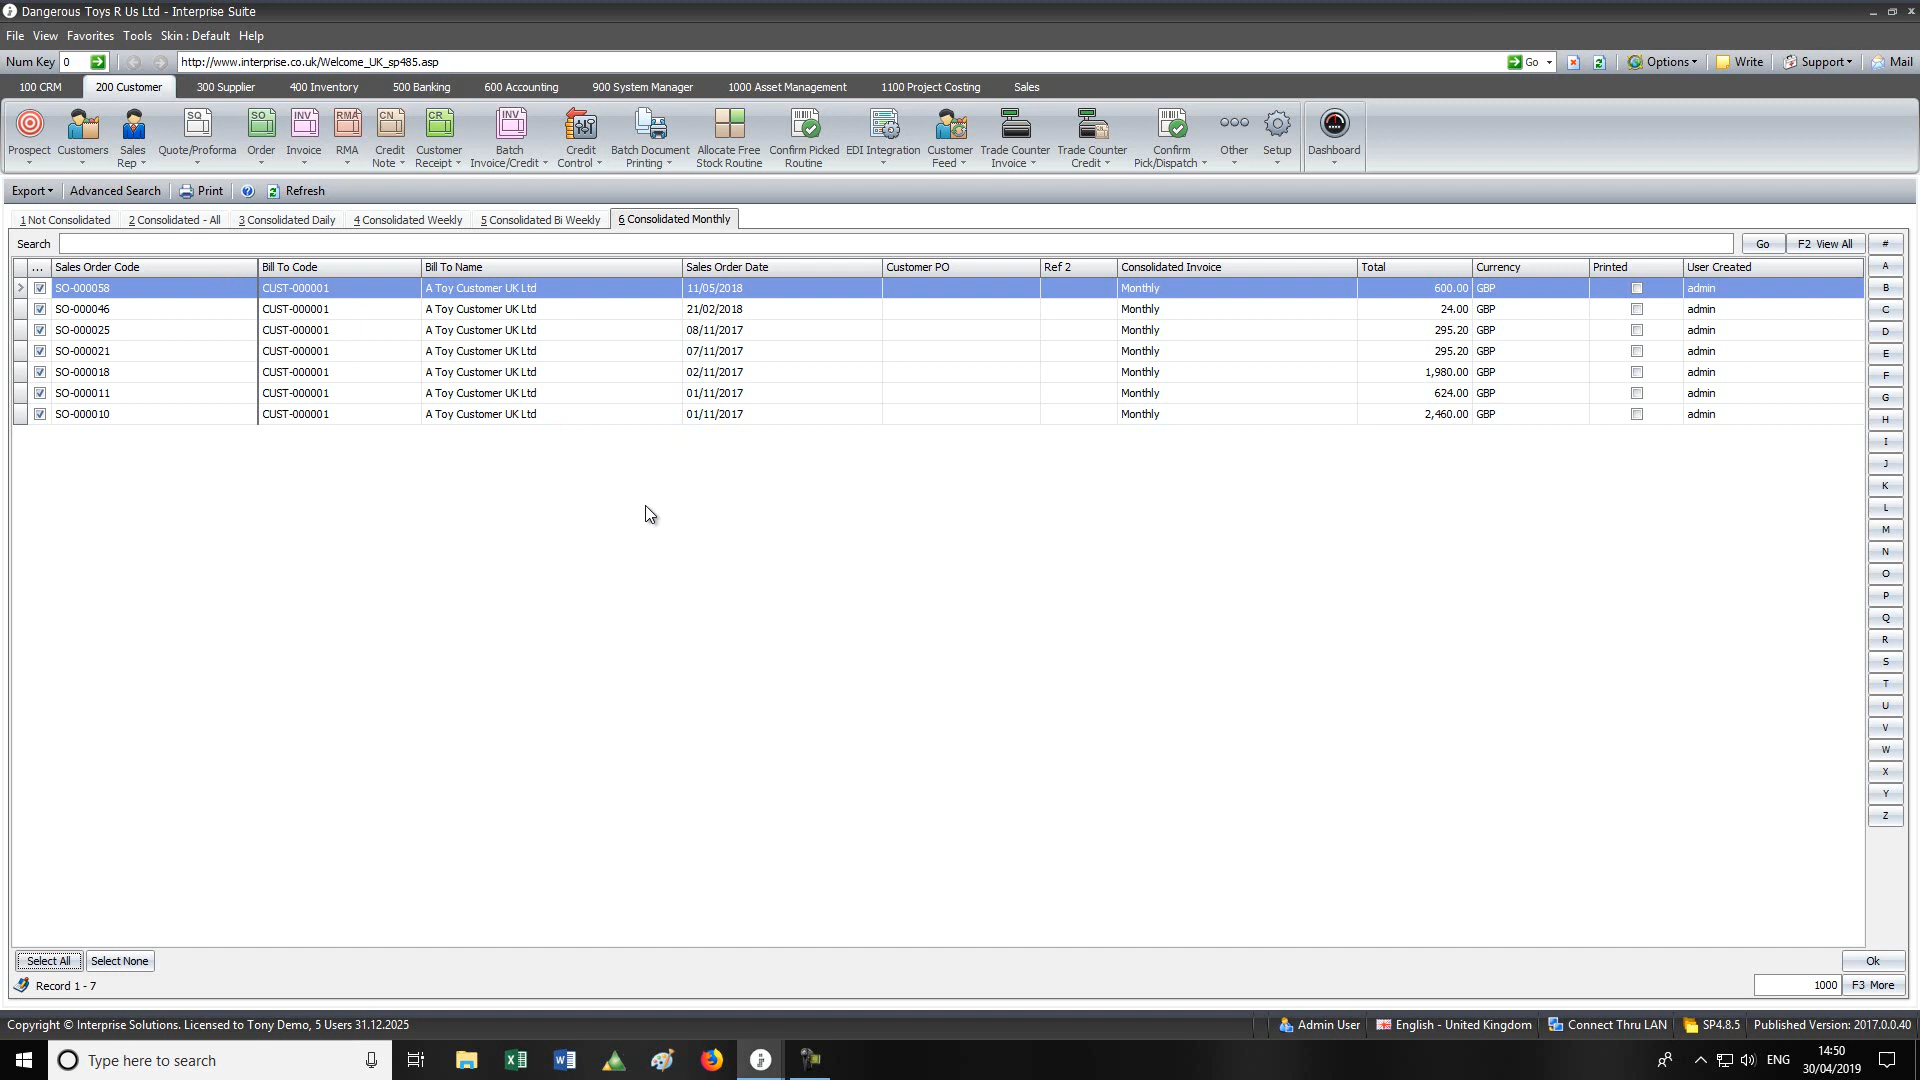 Dangerous Toys R Us Ltd - Interprise Suite
File View Favorites Tools Skin : Default Help
Num Key 0 http://www.interprise.co.uk/Welcome_UK_sp485.asp Go Options Write Support Mail
100 CRM 200 Customer 300 Supplier 400 Inventory 500 Banking 600 Accounting 900 System Manager 1000 Asset Management 1100 Project Costing Sales
SQ SO INV RMA CN CR INV
Prospect Customers Sales Rep Quote/Proforma Order Invoice RMA Credit Note Customer Receipt Batch Invoice/Credit Credit Control Batch Document Printing Allocate Free Stock Routine Confirm Picked Routine EDI Integration Customer Feed Trade Counter Invoice Trade Counter Credit Confirm Pick/Dispatch Other Setup Dashboard
Export Advanced Search Print Refresh
1 Not Consolidated 2 Consolidated - All 3 Consolidated Daily 4 Consolidated Weekly 5 Consolidated Bi Weekly 6 Consolidated Monthly
Search Go F2 View All #
... Sales Order Code Bill To Code Bill To Name Sales Order Date Customer PO Ref 2 Consolidated Invoice Total Currency Printed User Created
SO-000058 CUST-000001 A Toy Customer UK Ltd 11/05/2018 Monthly 600.00 GBP admin
SO-000046 CUST-000001 A Toy Customer UK Ltd 21/02/2018 Monthly 24.00 GBP admin
SO-000025 CUST-000001 A Toy Customer UK Ltd 08/11/2017 Monthly 295.20 GBP admin
SO-000021 CUST-000001 A Toy Customer UK Ltd 07/11/2017 Monthly 295.20 GBP admin
SO-000018 CUST-000001 A Toy Customer UK Ltd 02/11/2017 Monthly 1,980.00 GBP admin
SO-000011 CUST-000001 A Toy Customer UK Ltd 01/11/2017 Monthly 624.00 GBP admin
SO-000010 CUST-000001 A Toy Customer UK Ltd 01/11/2017 Monthly 2,460.00 GBP admin
A
B
C
D
E
F
G
H
I
J
K
L
M
N
O
P
Q
R
S
T
U
V
W
X
Y
Z
Select All Select None Ok
Record 1 - 7 1000 F3 More
Copyright © Interprise Solutions. Licensed to Tony Demo, 5 Users 31.12.2025 Admin User English - United Kingdom Connect Thru LAN SP4.8.5 Published Version: 2017.0.0.40
Type here to search ENG 14:50
30/04/2019